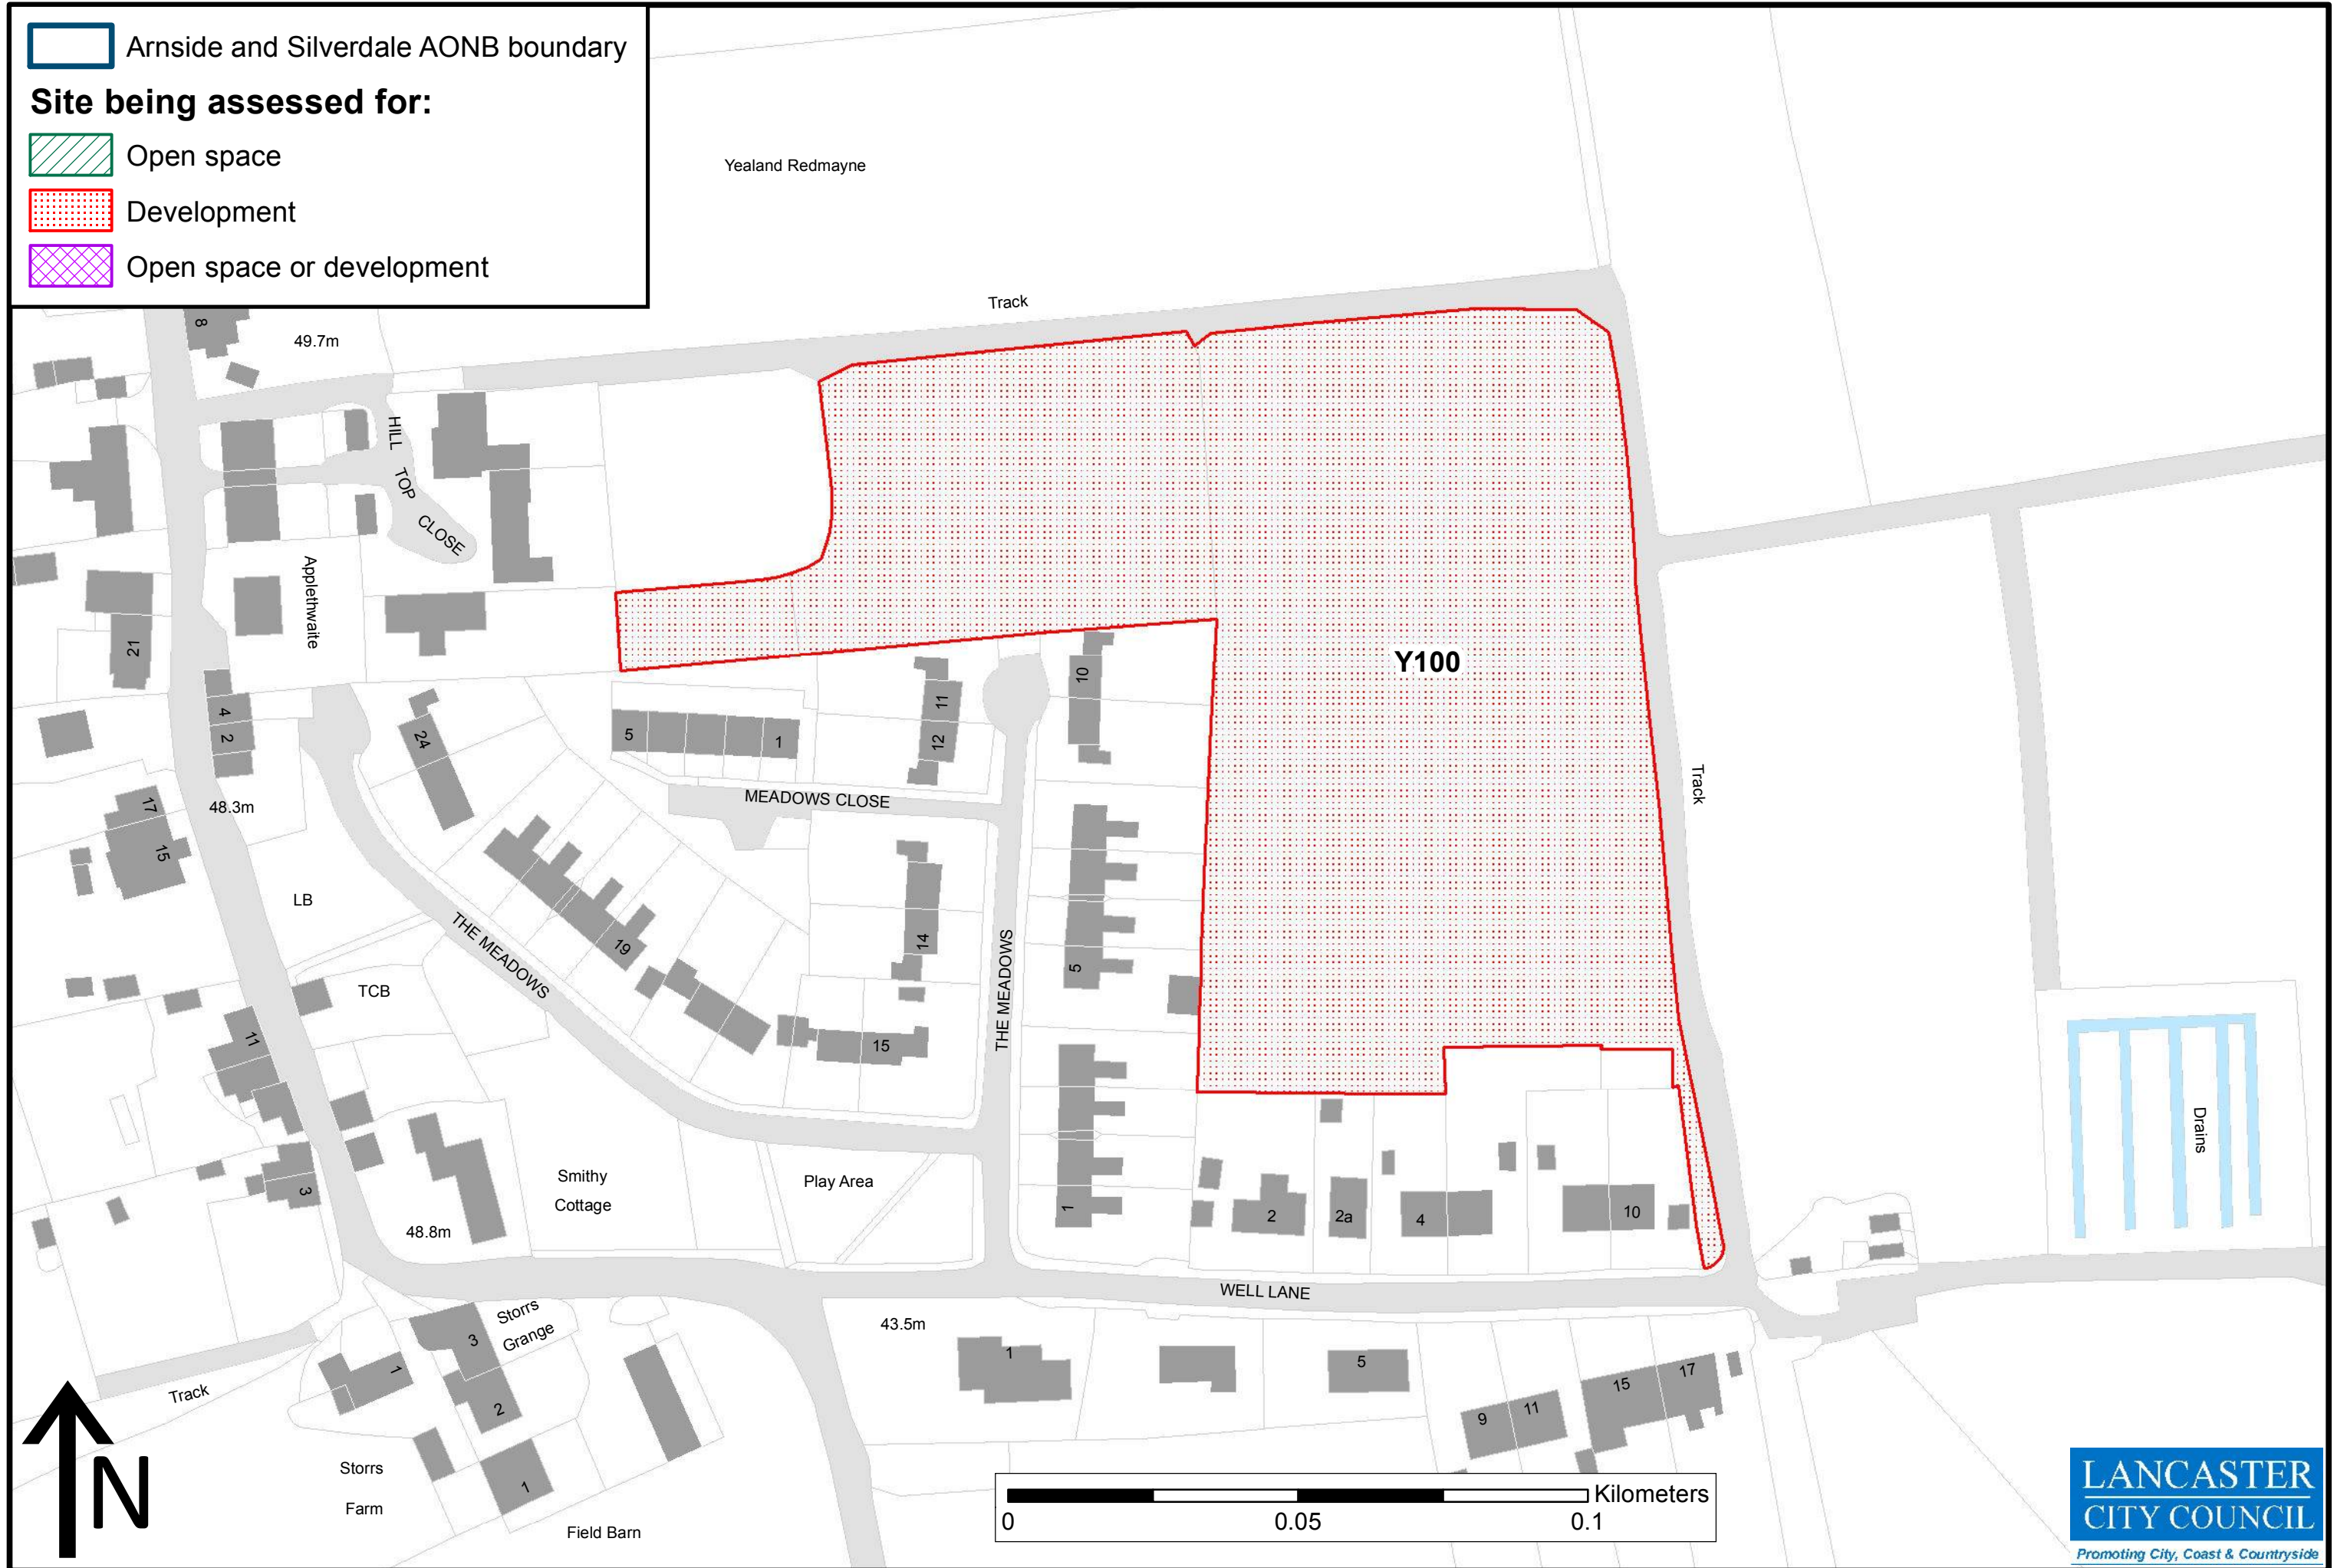 Arnside and Silverdale AONB boundary
Site being assessed for:
Open space
Development
Open space or development
Yealand Redmayne
Track
8
49.7m
HILL
TOP
CLOSE
Applethwaite
21
4
2
24
5
1
11
12
10
Y100
17
48.3m
15
MEADOWS CLOSE
Track
LB
THE MEADOWS
19
14
5
THE MEADOWS
TCB
11
15
Drains
3
Smithy
Cottage
Play Area
48.8m
1
2
2a
4
10
WELL LANE
Storrs
Grange
3
43.5m
1
5
15
17
1
Track
2
9
11
N
Storrs
Farm
1
Field Barn
Kilometers
0
0.05
0.1
LANCASTER
CITY COUNCIL
Promoting City, Coast & Countryside